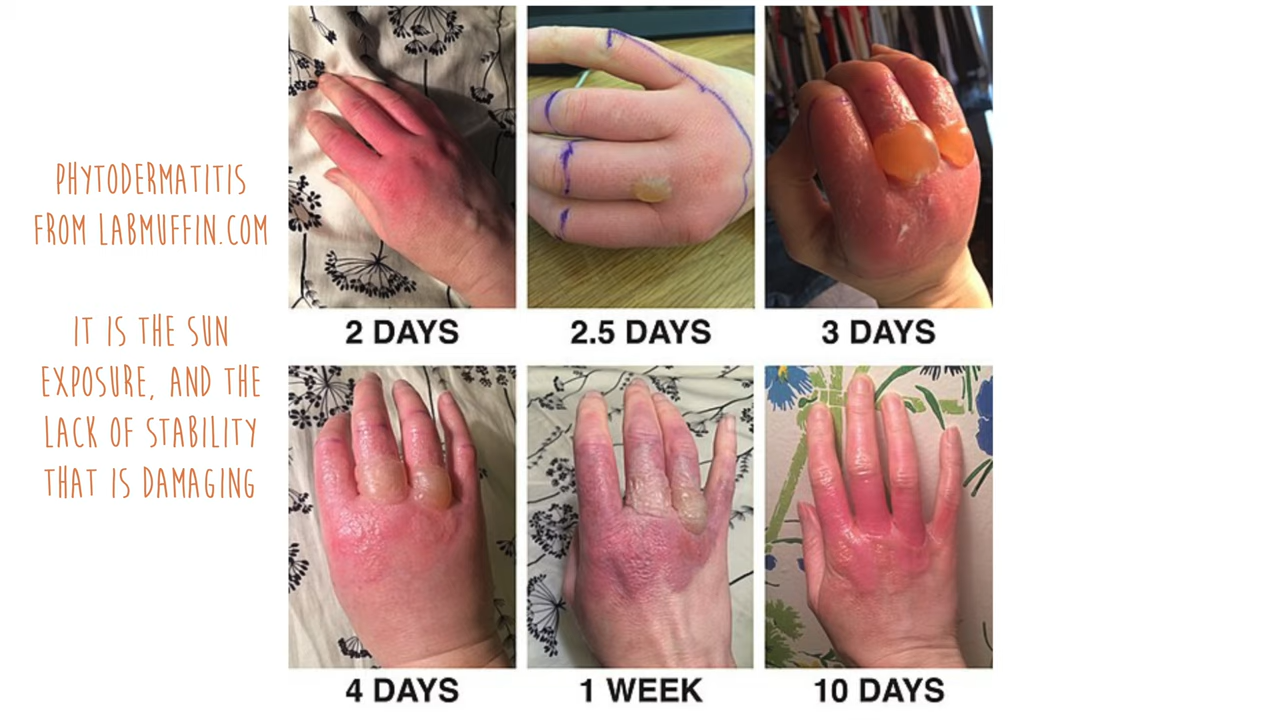 PHYTODERMATITIS
FROM LABMUFFIN.COM
IT IS THE SUN
EXPOSURE, AND THE
LACK OF STABILITY
THAT IS DAMAGING
2 DAYS
2.5 DAYS
3 DAYS
4 DAYS
1 WEEK
10 DAYS